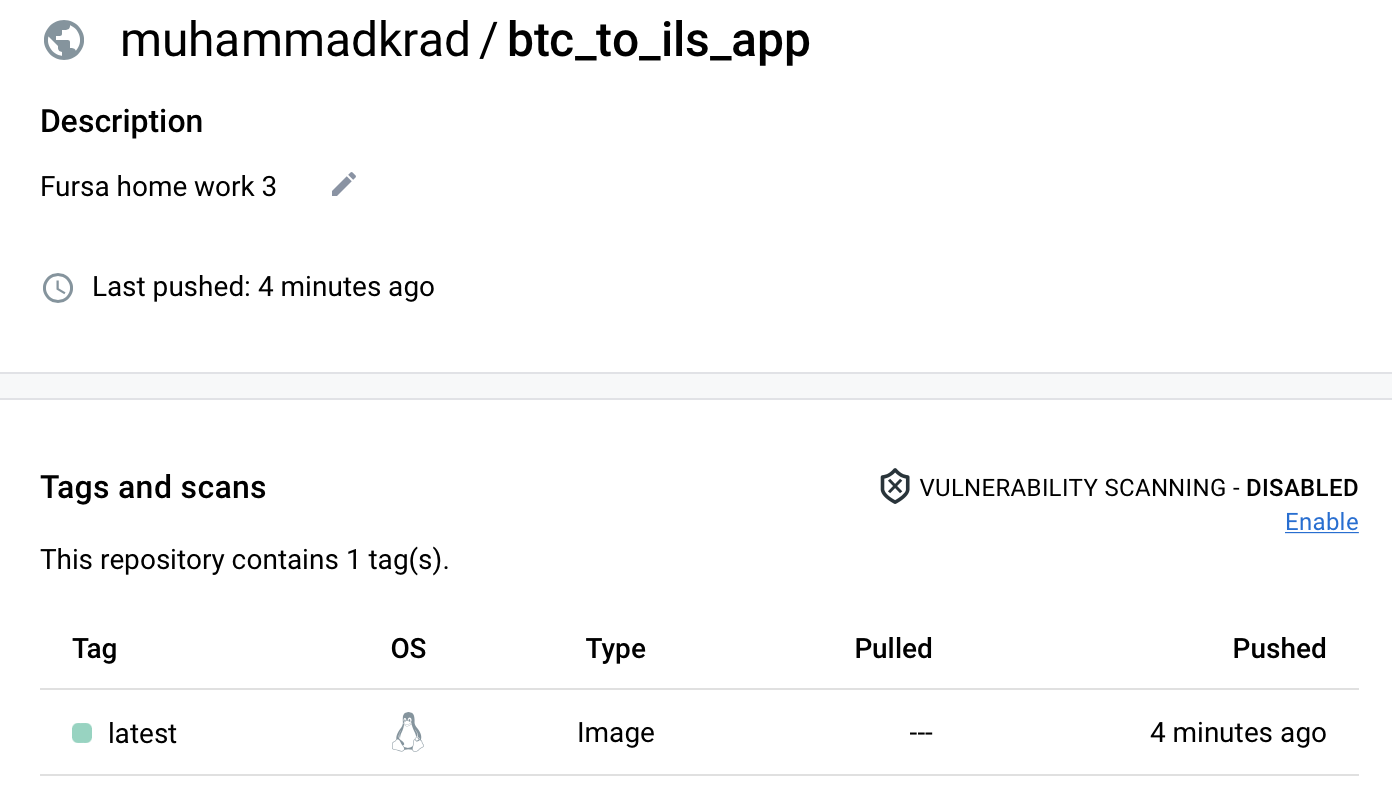 muhammadkrad / btc_to_ils_app
Description
Fursa home work 3
Last pushed: 4 minutes ago
Tags and scans
VULNERABILITY SCANNING - DISABLED
Enable
This repository contains 1 tag(s).
Tag OS Type Pulled Pushed
latest Image --- 4 minutes ago